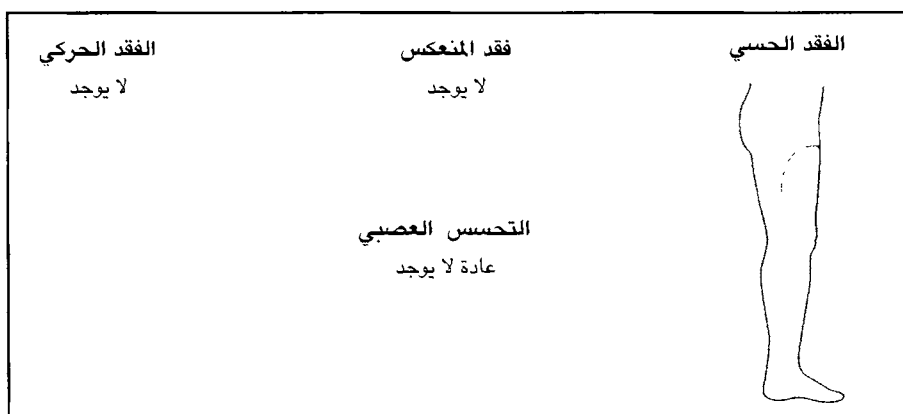 الفقد الحسي
فقد المنعكس
لا يوجد
الفقد الحركي
لا يوجد
التحسس العصبي
عادة لا يوجد